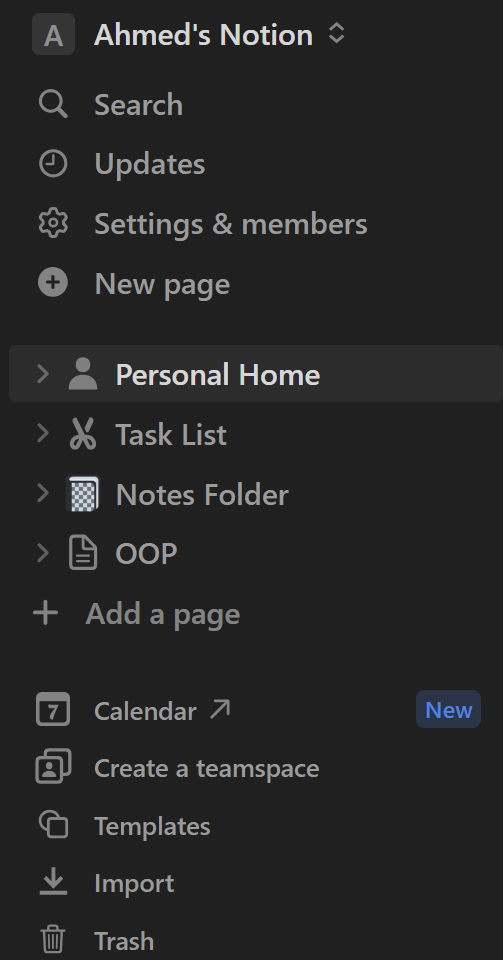 A Ahmed's Notion
Search
Updates
Settings & members
New page
Personal Home
Task List
Notes Folder
OOP
Add a page
7 Calendar New
Create a teamspace
Templates
Import
Trash